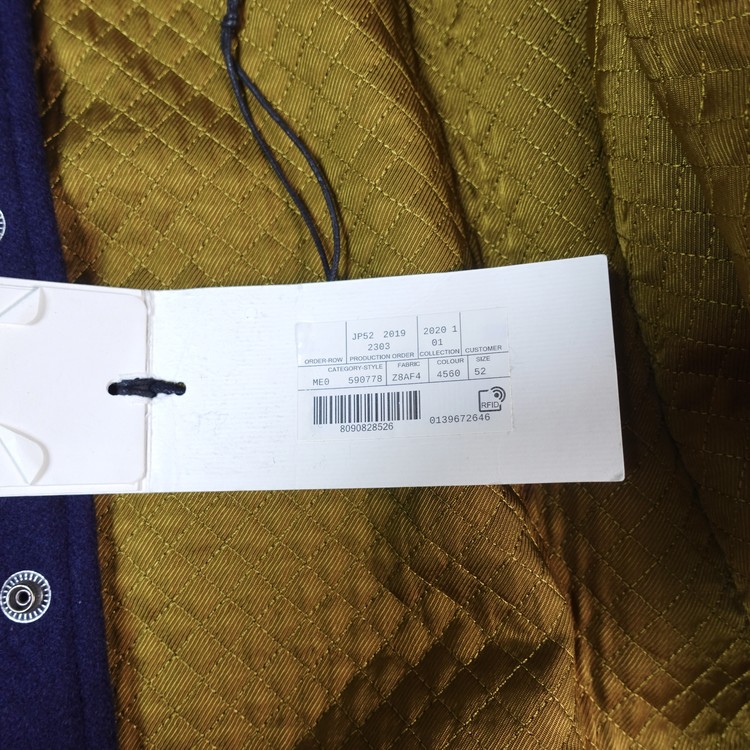 JP52 2019 2020 1
2303 01
ORDER-ROW PRODUCTION ORDER COLLECTION CUSTOMER
CATEGORY-STYLE FABRIC COLOUR SIZE
ME0 590778 Z8AF4 4560 52
RFID
8090828526 0139672646